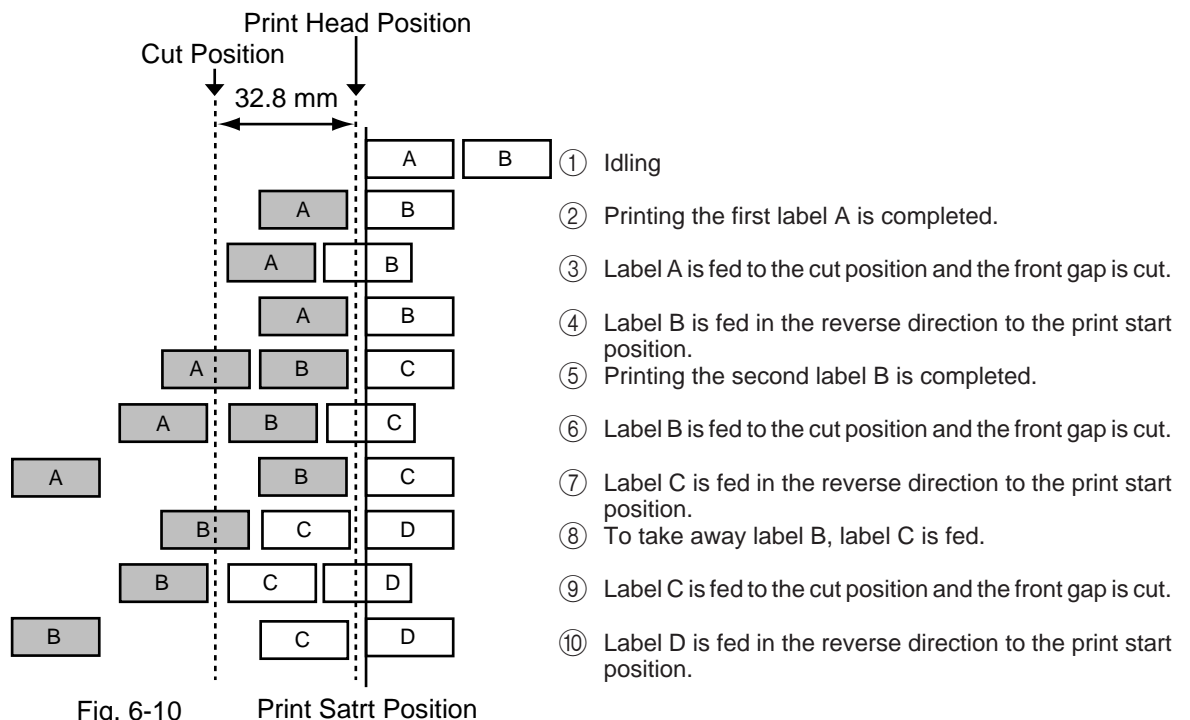 Print Head Position
Cut Position
32.8 mm
A B ① Idling
A B ② Printing the first label A is completed.
A B ③ Label A is fed to the cut position and the front gap is cut.
A B ④ Label B is fed in the reverse direction to the print start
position.
A B C ⑤ Printing the second label B is completed.
A B C ⑥ Label B is fed to the cut position and the front gap is cut.
A B C ⑦ Label C is fed in the reverse direction to the print start
position.
B C D ⑧ To take away label B, label C is fed.
B C D ⑨ Label C is fed to the cut position and the front gap is cut.
B C D ⑩ Label D is fed in the reverse direction to the print start
position.
Fig. 6-10 Print Satrt Position